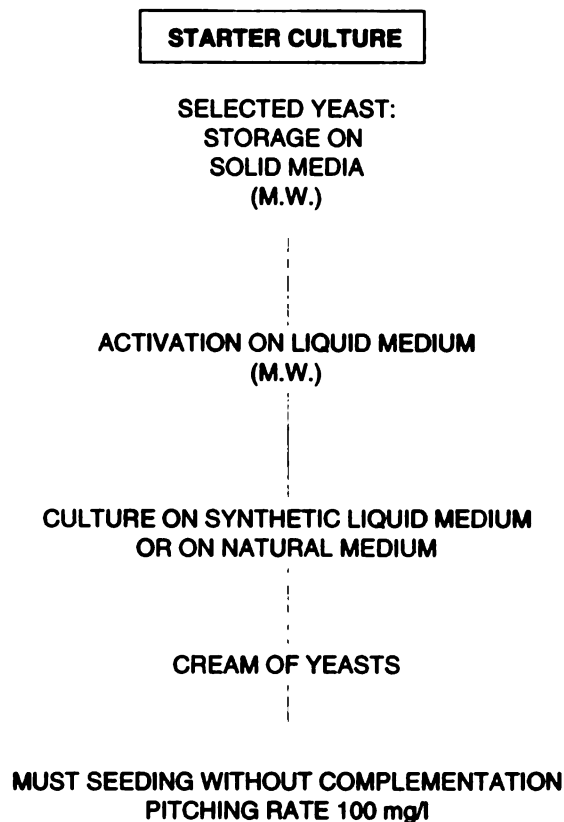 STARTER CULTURE
SELECTED YEAST:
STORAGE ON
SOLID MEDIA
(M.W.)
ACTIVATION ON LIQUID MEDIUM
(M.W.)
CULTURE ON SYNTHETIC LIQUID MEDIUM
OR ON NATURAL MEDIUM
CREAM OF YEASTS
MUST SEEDING WITHOUT COMPLEMENTATION
PITCHING RATE 100 mg/l